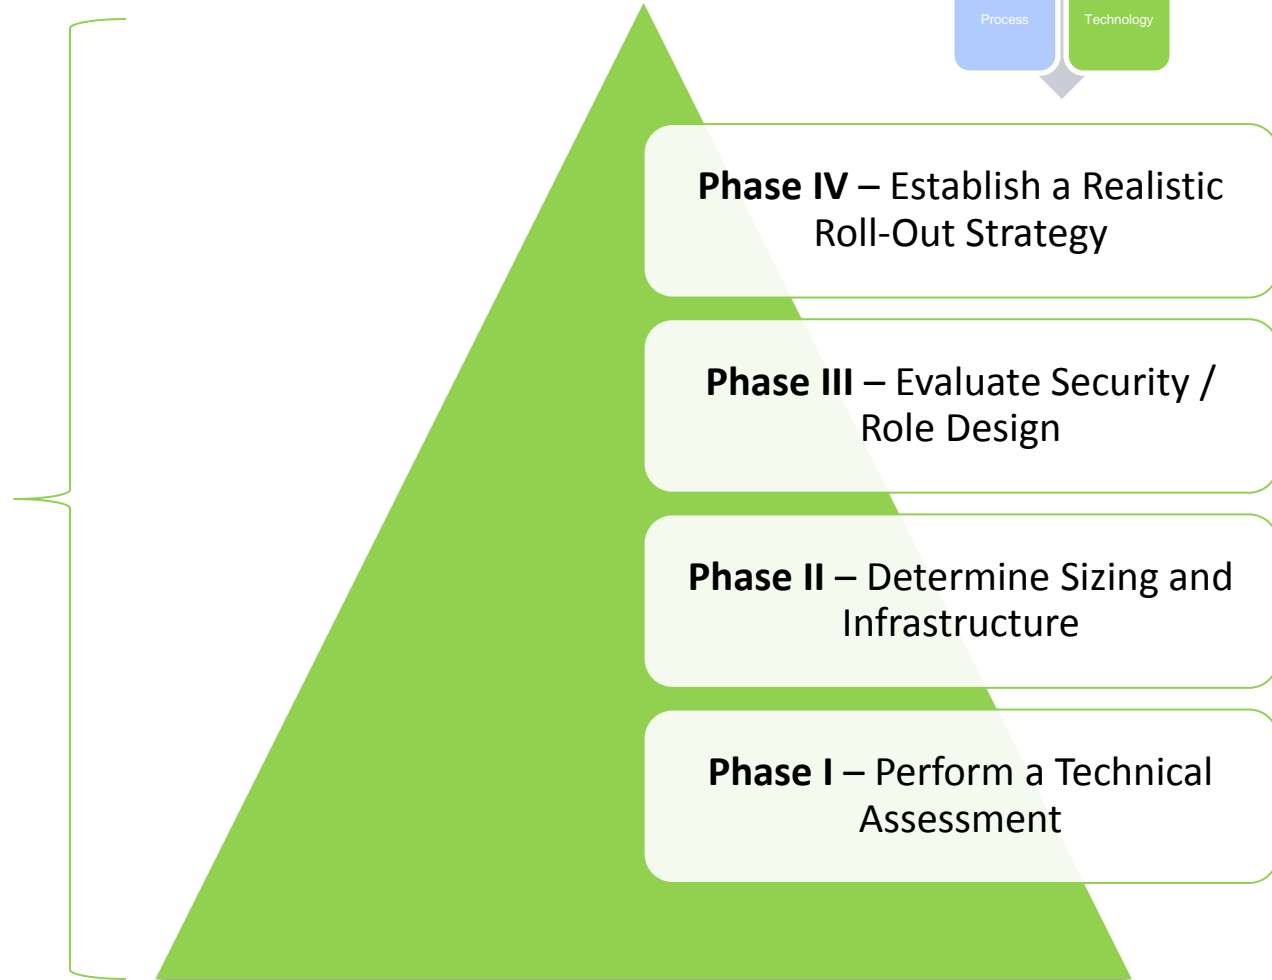 Process
Technology
Phase IV – Establish a Realistic
Roll-Out Strategy
Phase III – Evaluate Security /
Role Design
Phase II – Determine Sizing and
Infrastructure
Phase I – Perform a Technical
Assessment